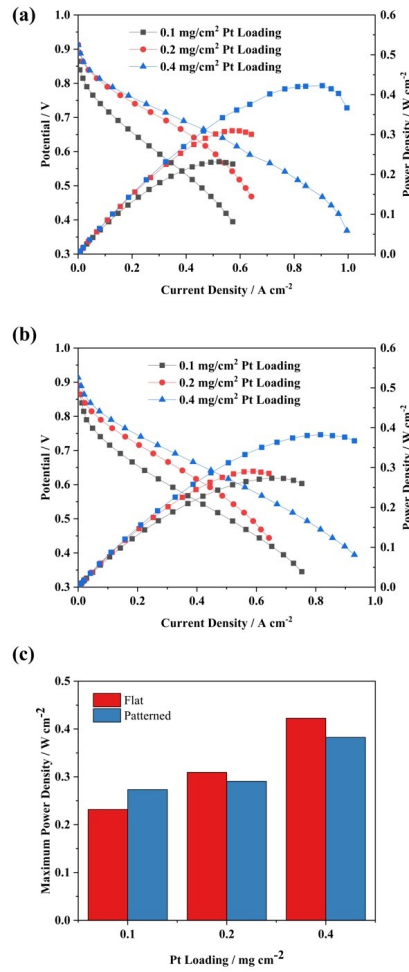 (a)
1.0
0.9
0.8
0.7
0.6
0.5
0.4
0.3
Potential / V
0.1 mg/cm² Pt Loading
0.2 mg/cm² Pt Loading
0.4 mg/cm² Pt Loading
0.6
0.5
0.4
0.3
0.2
0.1
0.0
Power Density / W cm⁻²
0.0 0.2 0.4 0.6 0.8 1.0
Current Density / A cm⁻²
(b)
1.0
0.9
0.8
0.7
0.6
0.5
0.4
0.3
Potential / V
0.1 mg/cm² Pt Loading
0.2 mg/cm² Pt Loading
0.4 mg/cm² Pt Loading
0.6
0.5
0.4
0.3
0.2
0.1
0.0
Power Density / W cm⁻²
0.0 0.2 0.4 0.6 0.8 1.0
Current Density / A cm⁻²
(c)
0.5
0.4
0.3
0.2
0.1
0.0
Maximum Power Density / W cm⁻²
Flat
Patterned
0.1 0.2 0.4
Pt Loading / mg cm⁻²